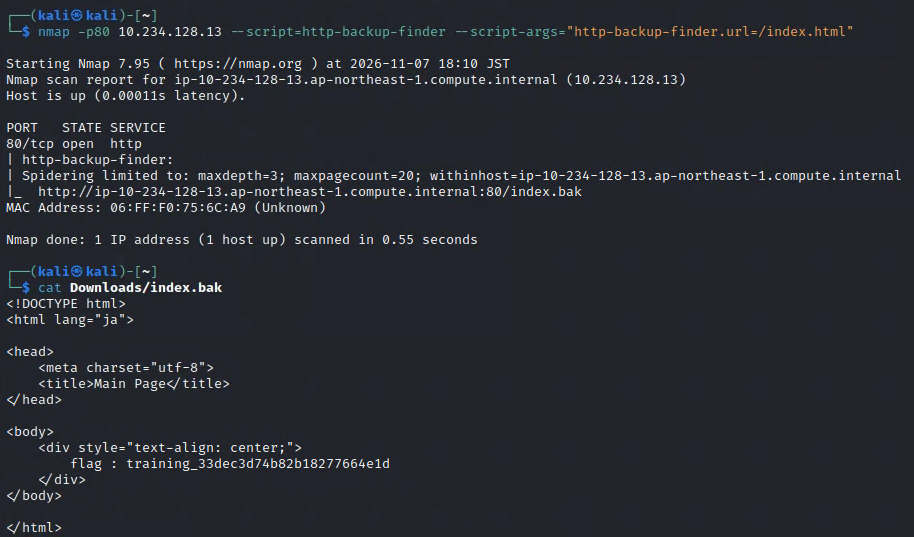 ┌──(kali㉿kali)-[~]
└─$ nmap -p80 10.234.128.13 --script=http-backup-finder --script-args="http-backup-finder.url=/index.html"
Starting Nmap 7.95 ( https://nmap.org ) at 2026-11-07 18:10 JST
Nmap scan report for ip-10-234-128-13.ap-northeast-1.compute.internal (10.234.128.13)
Host is up (0.00011s latency).
PORT   STATE SERVICE
80/tcp open  http
| http-backup-finder:
| Spidering limited to: maxdepth=3; maxpagecount=20; withinhost=ip-10-234-128-13.ap-northeast-1.compute.internal
|_  http://ip-10-234-128-13.ap-northeast-1.compute.internal:80/index.bak
MAC Address: 06:FF:F0:75:6C:A9 (Unknown)
Nmap done: 1 IP address (1 host up) scanned in 0.55 seconds
┌──(kali㉿kali)-[~]
└─$ cat Downloads/index.bak
<!DOCTYPE html>
<html lang="ja">
<head>
    <meta charset="utf-8">
    <title>Main Page</title>
</head>
<body>
    <div style="text-align: center;">
        flag : training_33dec3d74b82b18277664e1d
    </div>
</body>
</html>